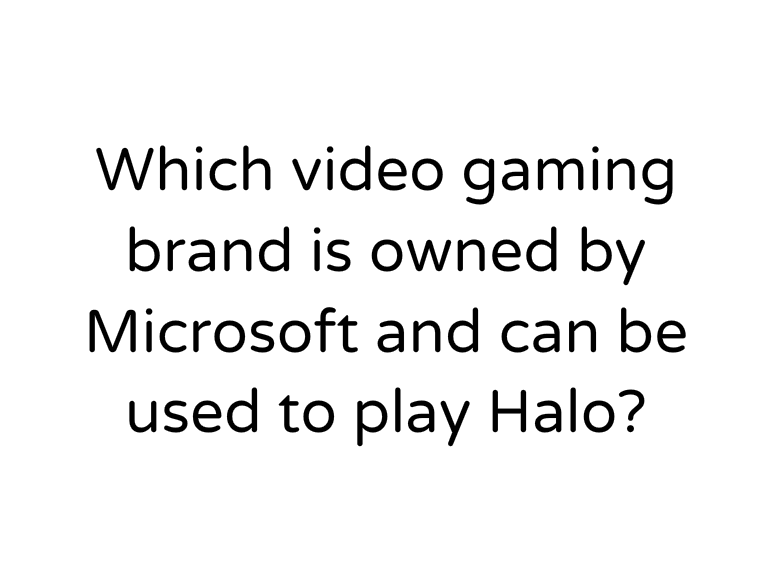 Which video gaming
brand is owned by
Microsoft and can be
used to play Halo?